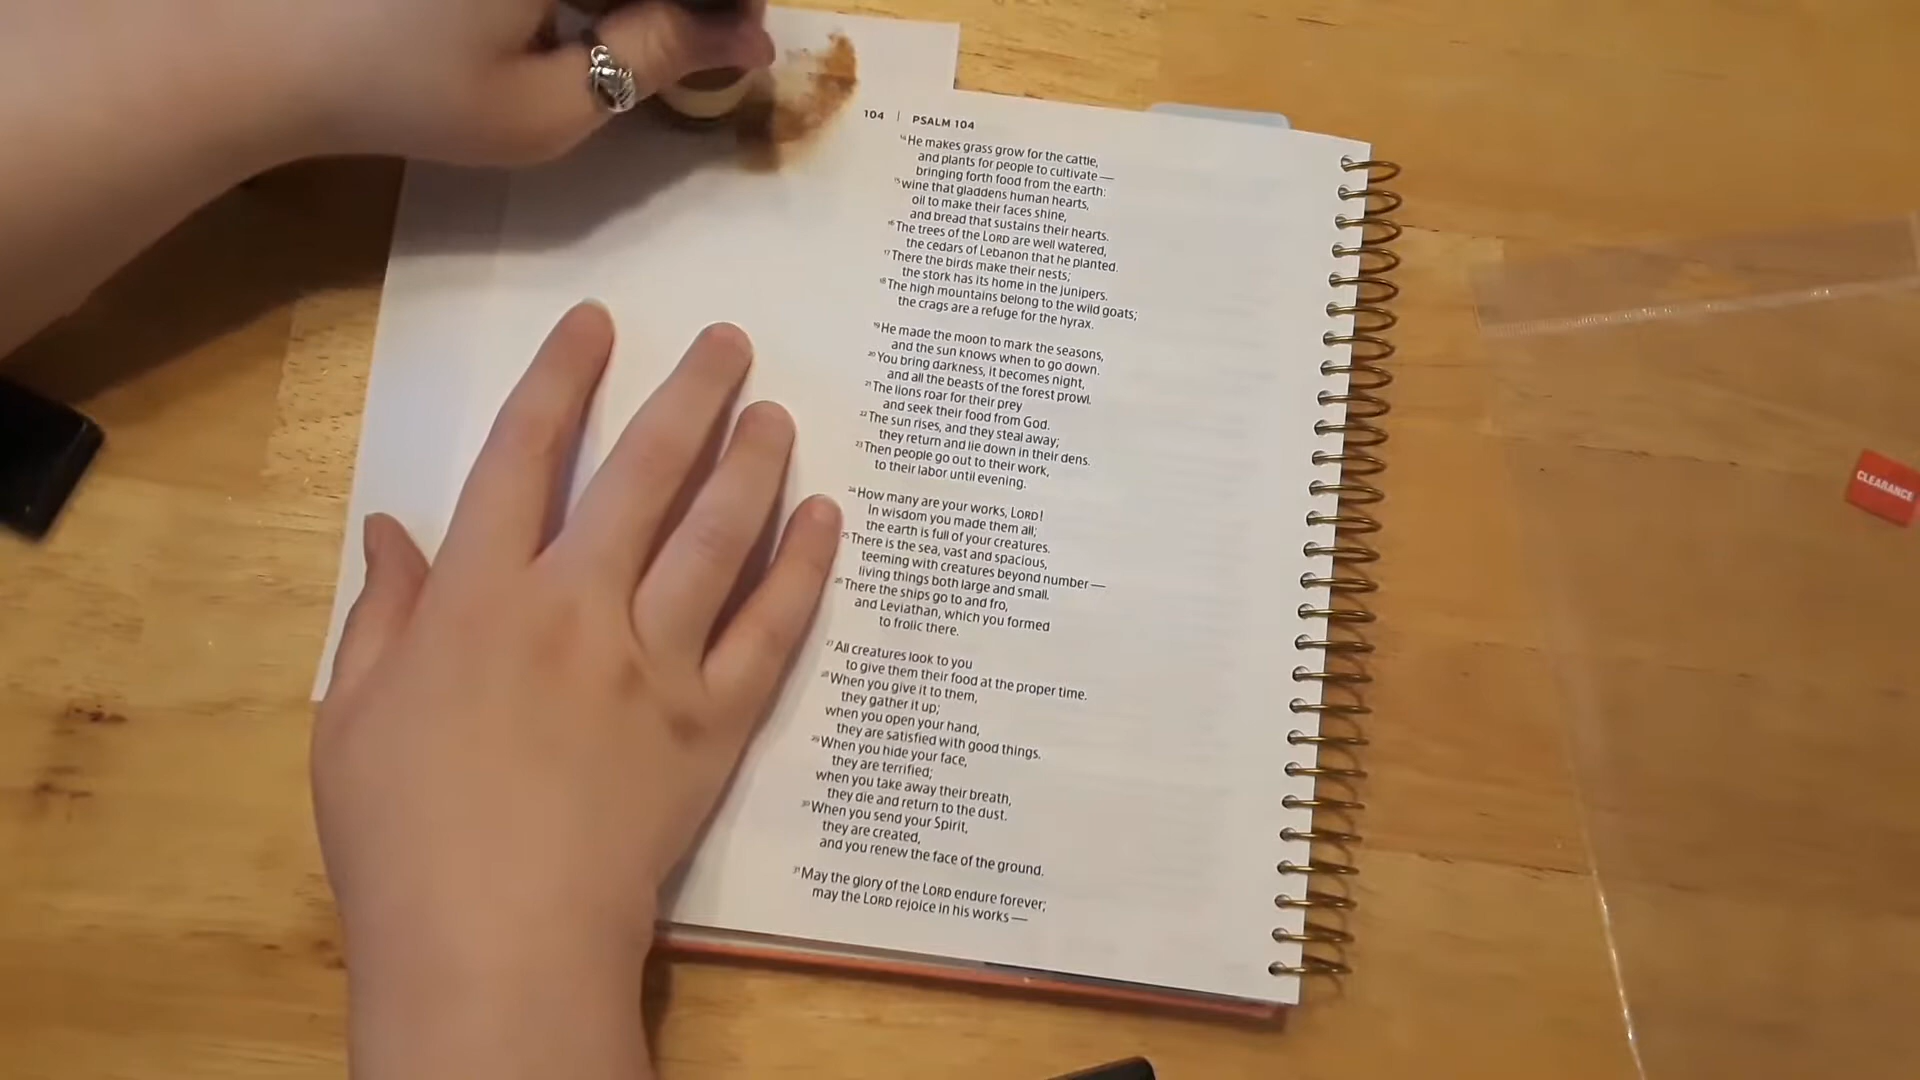 104 | PSALM 104
14 He makes grass grow for the cattle,
and plants for people to cultivate —
bringing forth food from the earth:
15 wine that gladdens human hearts,
oil to make their faces shine,
and bread that sustains their hearts.
16 The trees of the LORD are well watered,
the cedars of Lebanon that he planted.
17 There the birds make their nests;
the stork has its home in the junipers.
18 The high mountains belong to the wild goats;
the crags are a refuge for the hyrax.
19 He made the moon to mark the seasons,
and the sun knows when to go down.
20 You bring darkness, it becomes night,
and all the beasts of the forest prowl.
21 The lions roar for their prey
and seek their food from God.
22 The sun rises, and they steal away;
they return and lie down in their dens.
23 Then people go out to their work,
to their labor until evening.
24 How many are your works, LORD!
In wisdom you made them all;
the earth is full of your creatures.
25 There is the sea, vast and spacious,
teeming with creatures beyond number —
living things both large and small.
26 There the ships go to and fro,
and Leviathan, which you formed
to frolic there.
27 All creatures look to you
to give them their food at the proper time.
28 When you give it to them,
they gather it up;
when you open your hand,
they are satisfied with good things.
29 When you hide your face,
they are terrified;
when you take away their breath,
they die and return to the dust.
30 When you send your Spirit,
they are created,
and you renew the face of the ground.
31 May the glory of the LORD endure forever;
may the LORD rejoice in his works —
CLEARANCE